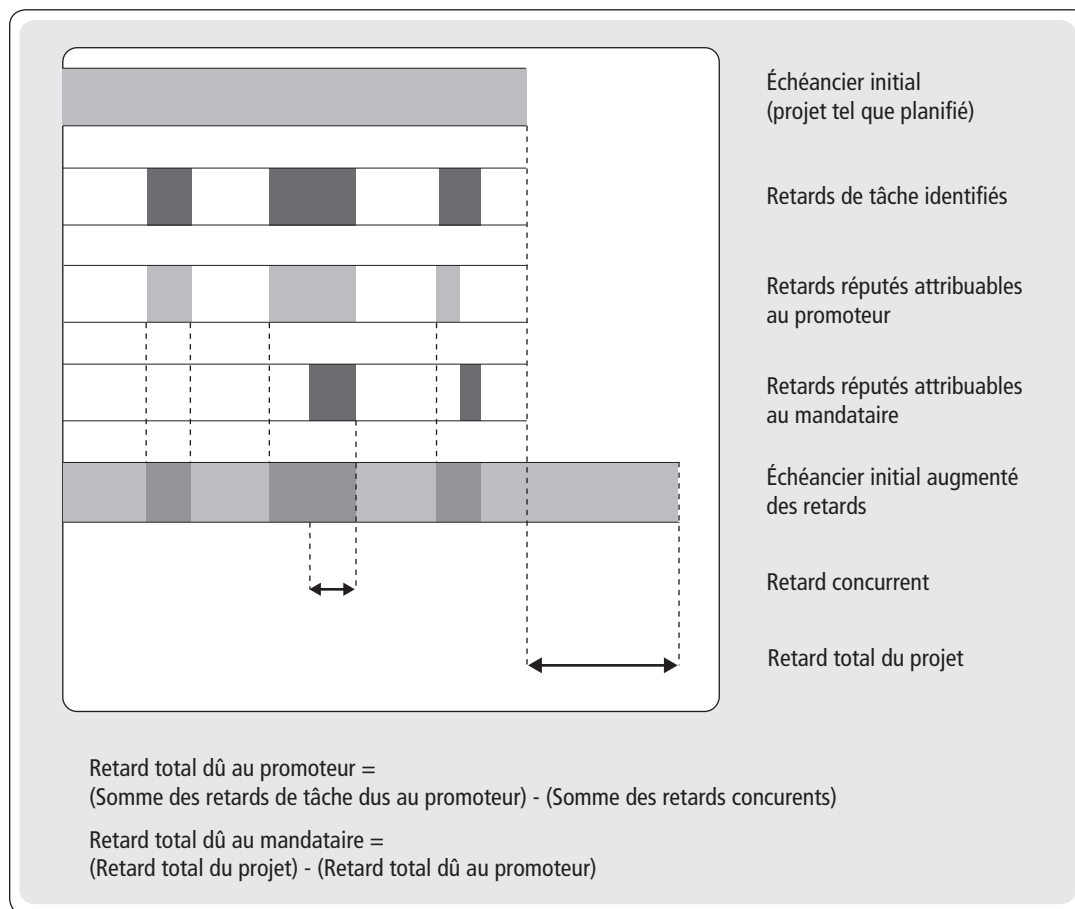 Échéancier initial
(projet tel que planifié)
Retards de tâche identifiés
Retards réputés attribuables
au promoteur
Retards réputés attribuables
au mandataire
Échéancier initial augmenté
des retards
Retard concurrent
Retard total du projet
Retard total dû au promoteur =
(Somme des retards de tâche dus au promoteur) - (Somme des retards concurents)
Retard total dû au mandataire =
(Retard total du projet) - (Retard total dû au promoteur)